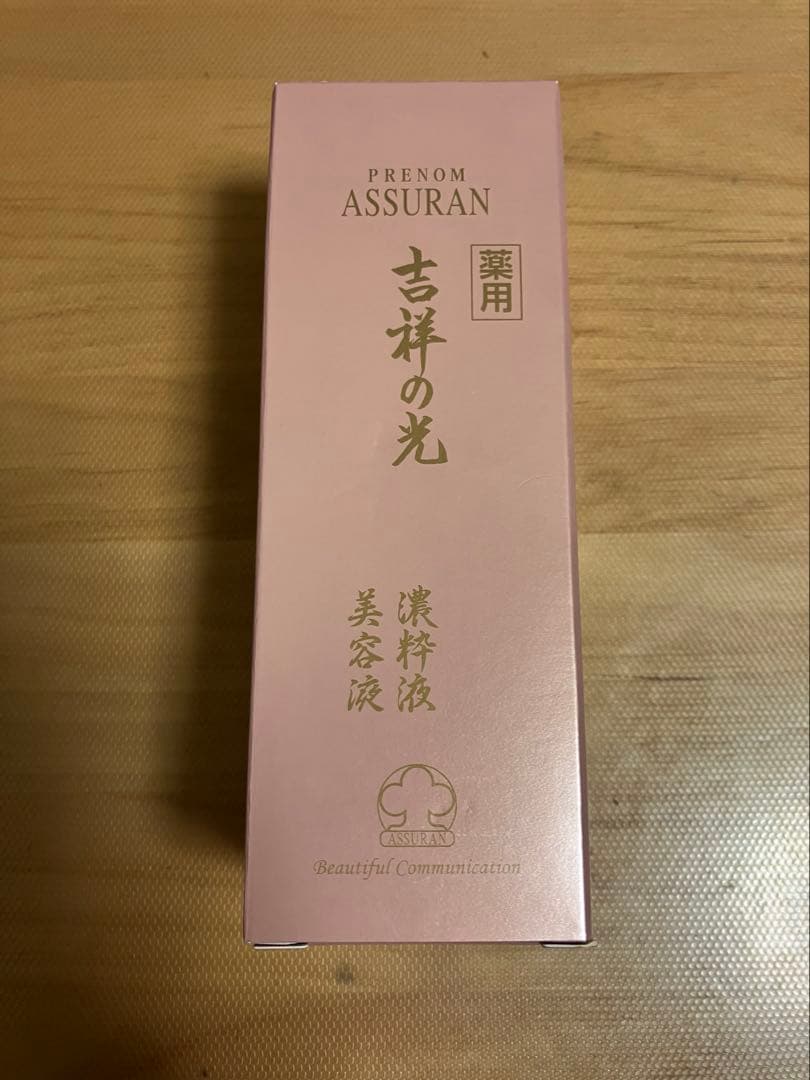 PRENOM
ASSURAN
薬用
吉祥の光
濃粋液
美容液
ASSURAN
Beautiful Communication